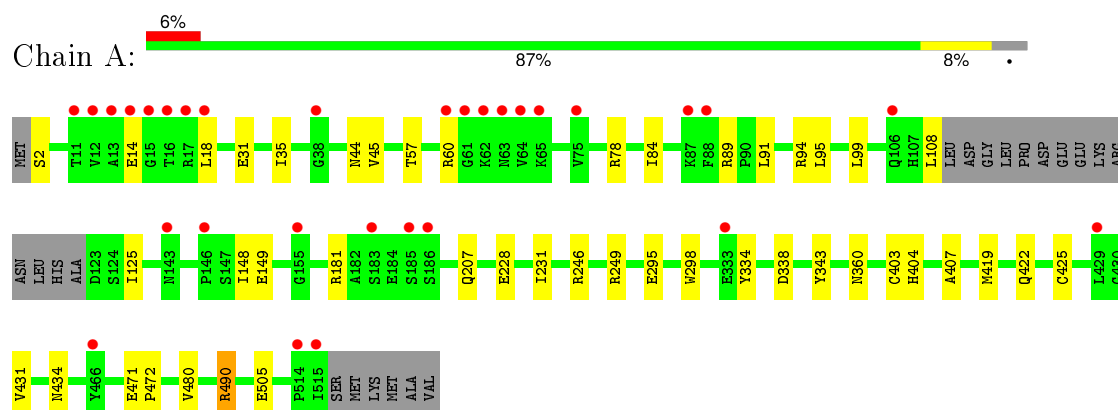 6%
Chain A:
87%
8%
•
MET
S2
T11
V12
A13
E14
G15
T16
R17
L18
E31
I35
G38
N44
V45
T57
R60
G61
K62
N63
V64
K65
V75
R78
I84
K87
F88
R89
P90
L91
R94
L95
L99
Q106
H107
L108
LEU
ASP
GLY
LEU
PRO
ASP
GLU
GLU
LYS
ARG
ASN
LEU
HIS
ALA
D123
S124
I125
N143
P146
S147
I148
E149
G155
R181
A182
S183
E184
S185
S186
Q207
E228
I231
R246
R249
E295
W298
E333
Y334
D338
Y343
N360
C403
H404
A407
M419
Q422
C425
L429
V431
N434
Y466
E471
P472
V480
R490
E505
P514
I515
SER
MET
LYS
MET
ALA
VAL